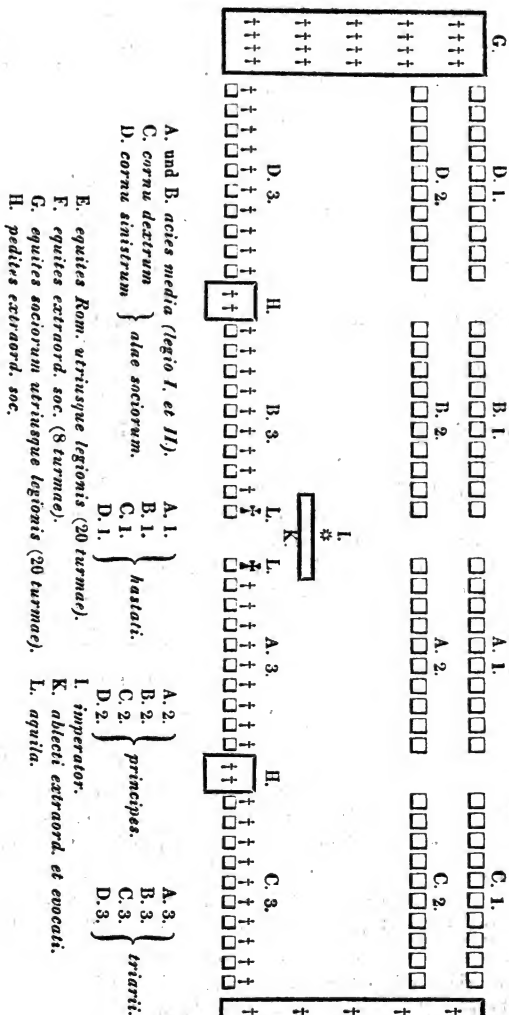 G. D. 1. B. 1. A. 1. C. 1.
D. 2. B. 2. A. 2. C. 2.
I.
K.
D. 3. H. B. 3. L. L. A. 3. H. C. 3.
A. und B. acies media (legio I. et II).
C. cornu dextrum } alae sociorum.
D. cornu sinistrum
E. equites Rom. utriusque legionis (20 turmae).
F. equites extraord. soc. (8 turmae).
G. equites sociorum utriusque legionis (20 turmae).
H. pedites extraord. soc.
A. 1.
B. 1.
C. 1. } hastati.
D. 1.
A. 2.
B. 2.
C. 2. } principes.
D. 2.
A. 3.
B. 3.
C. 3. } triarii.
D. 3.
I. imperator.
K. ablecti extraord. et evocati.
L. aquila.